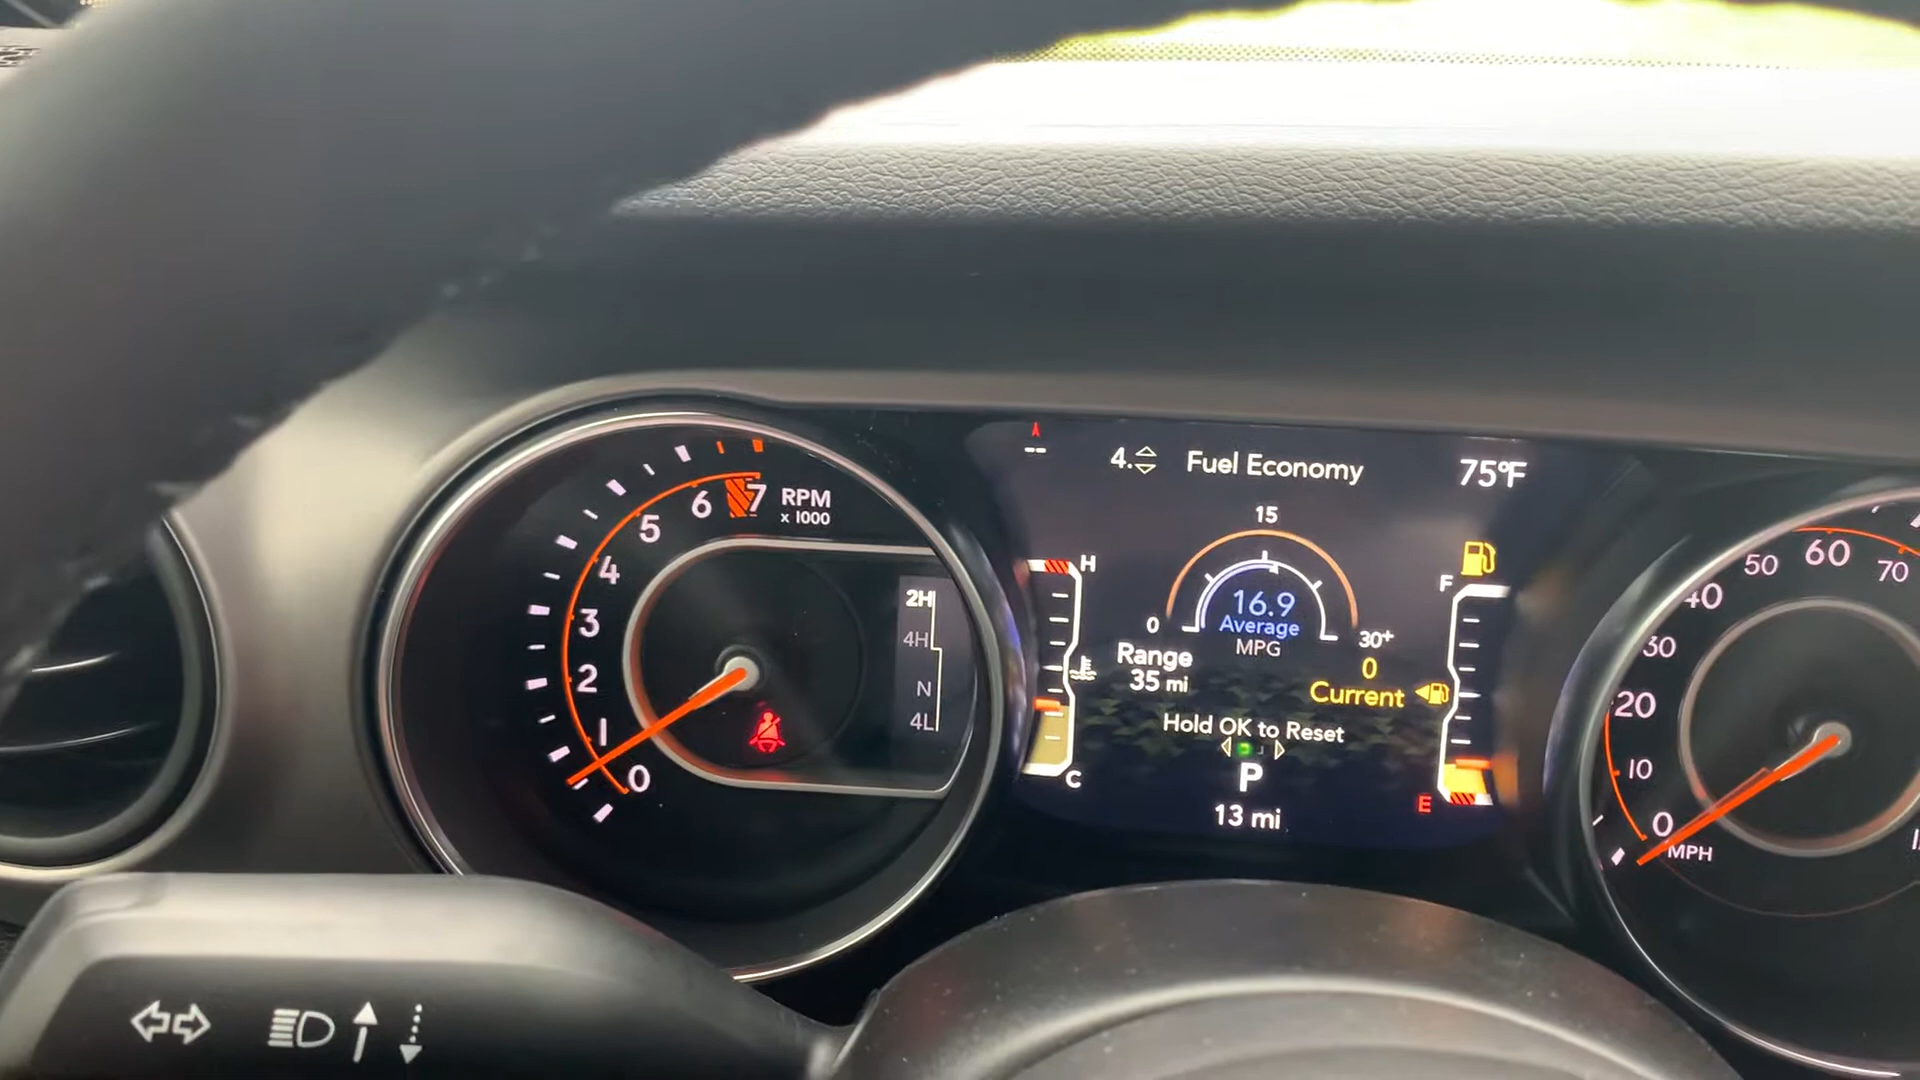 7
6
5
4
3
2
1
0
RPM
x 1000
2H
4H
N
4L
--
4.
Fuel Economy
75°F
15
H
0
16.9
Average
MPG
30+
0
Current
Range
35 mi
Hold OK to Reset
P
13 mi
C
F
E
70
60
50
40
30
20
10
0
MPH